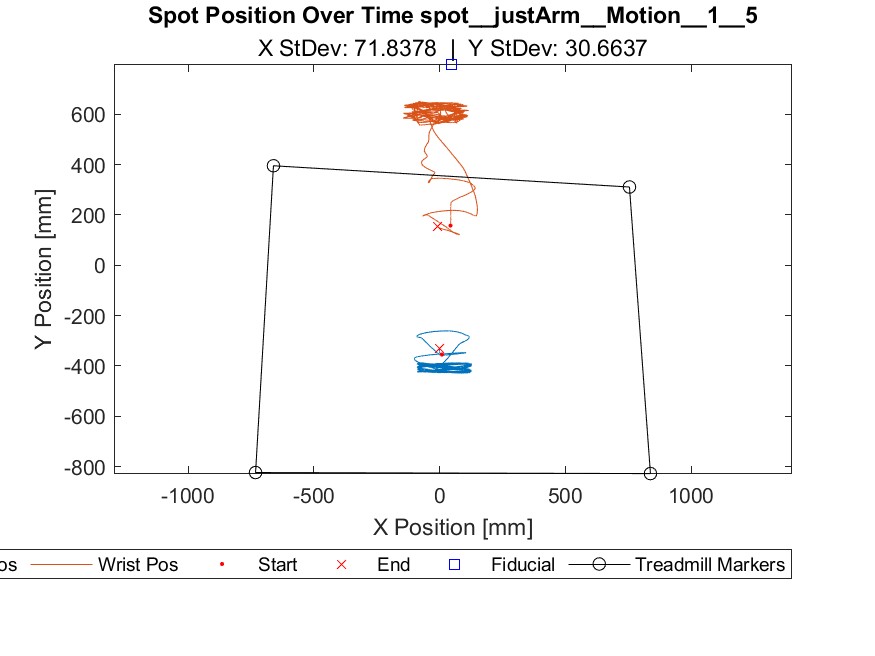 Spot Position Over Time spot__justArm__Motion__1__5
X StDev: 71.8378 | Y StDev: 30.6637
Y Position [mm]
600
400
200
0
-200
-400
-600
-800
-1000
-500
0
500
1000
X Position [mm]
os Wrist Pos Start End Fiducial Treadmill Markers